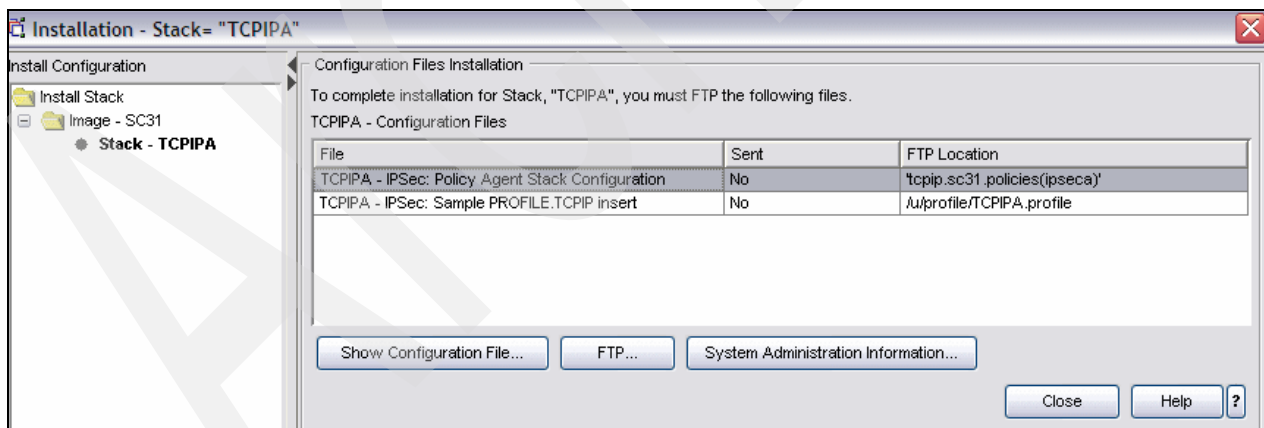 Installation - Stack= "TCPIPA"
Install Configuration
Install Stack
Image - SC31
Stack - TCPIPA
Configuration Files Installation
To complete installation for Stack, "TCPIPA", you must FTP the following files.
TCPIPA - Configuration Files
File Sent FTP Location
TCPIPA - IPSec: Policy Agent Stack Configuration No 'tcpip.sc31.policies(ipseca)'
TCPIPA - IPSec: Sample PROFILE.TCPIP insert No /u/profile/TCPIPA.profile
Show Configuration File... FTP... System Administration Information...
Close Help ?